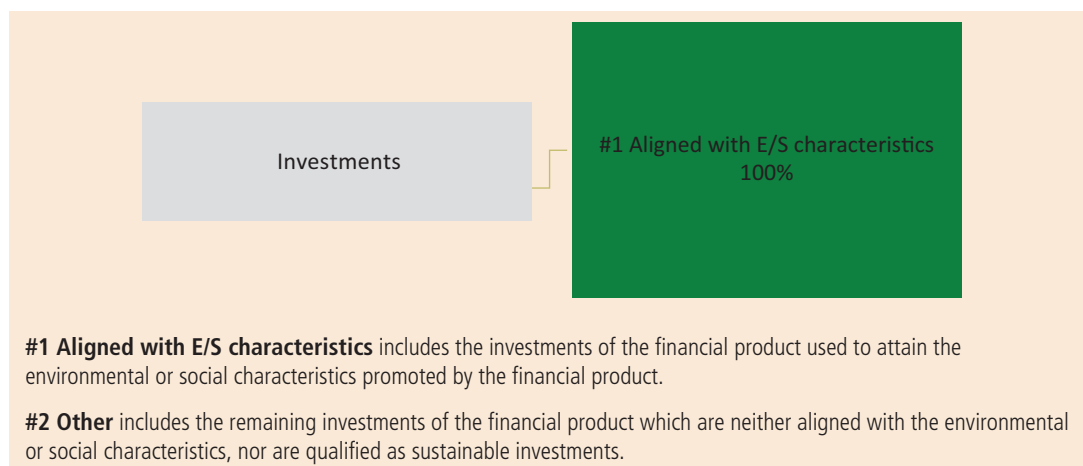 Investments
#1 Aligned with E/S characteristics
100%
#1 Aligned with E/S characteristics includes the investments of the financial product used to attain the
environmental or social characteristics promoted by the financial product.
#2 Other includes the remaining investments of the financial product which are neither aligned with the environmental
or social characteristics, nor are qualified as sustainable investments.